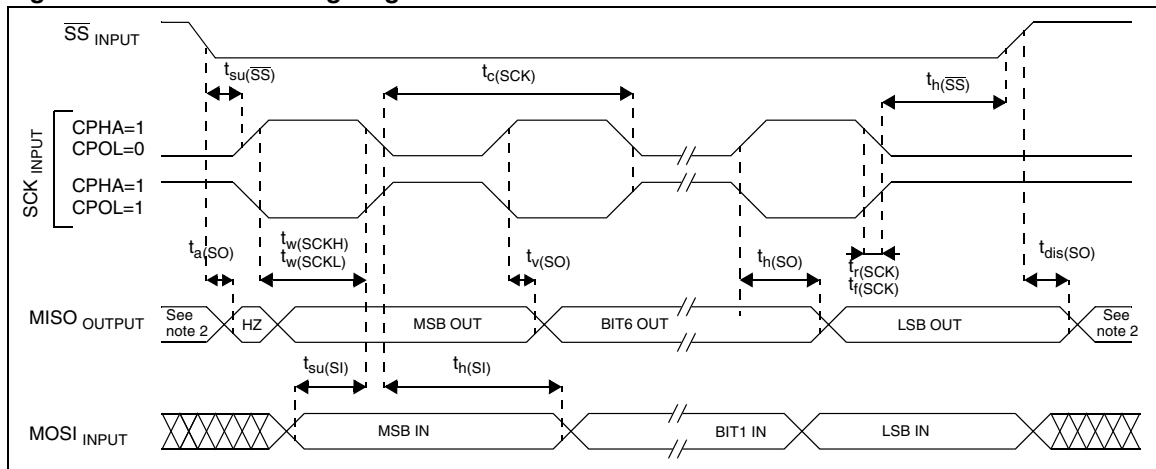 SS INPUT
tsu(SS)
tc(SCK)
th(SS)
SCK INPUT
CPHA=1
CPOL=0
CPHA=1
CPOL=1
ta(SO)
tw(SCKH)
tw(SCKL)
tv(SO)
th(SO)
tr(SCK)
tf(SCK)
tdis(SO)
MISO OUTPUT
See
note 2
HZ
MSB OUT
BIT6 OUT
LSB OUT
See
note 2
tsu(SI)
th(SI)
MOSI INPUT
MSB IN
BIT1 IN
LSB IN